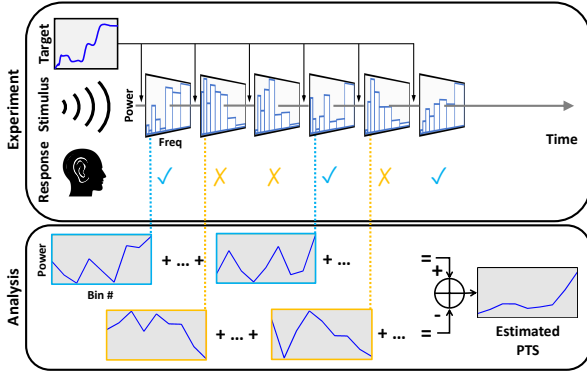 Experiment
Target
Stimulus
Response
Power
Freq
Time
✓ X X ✓ X ✓
Analysis
Power
Bin #
+ ... +
+ ...
=
+
-
+ ... +
+ ...
=
Estimated
PTS